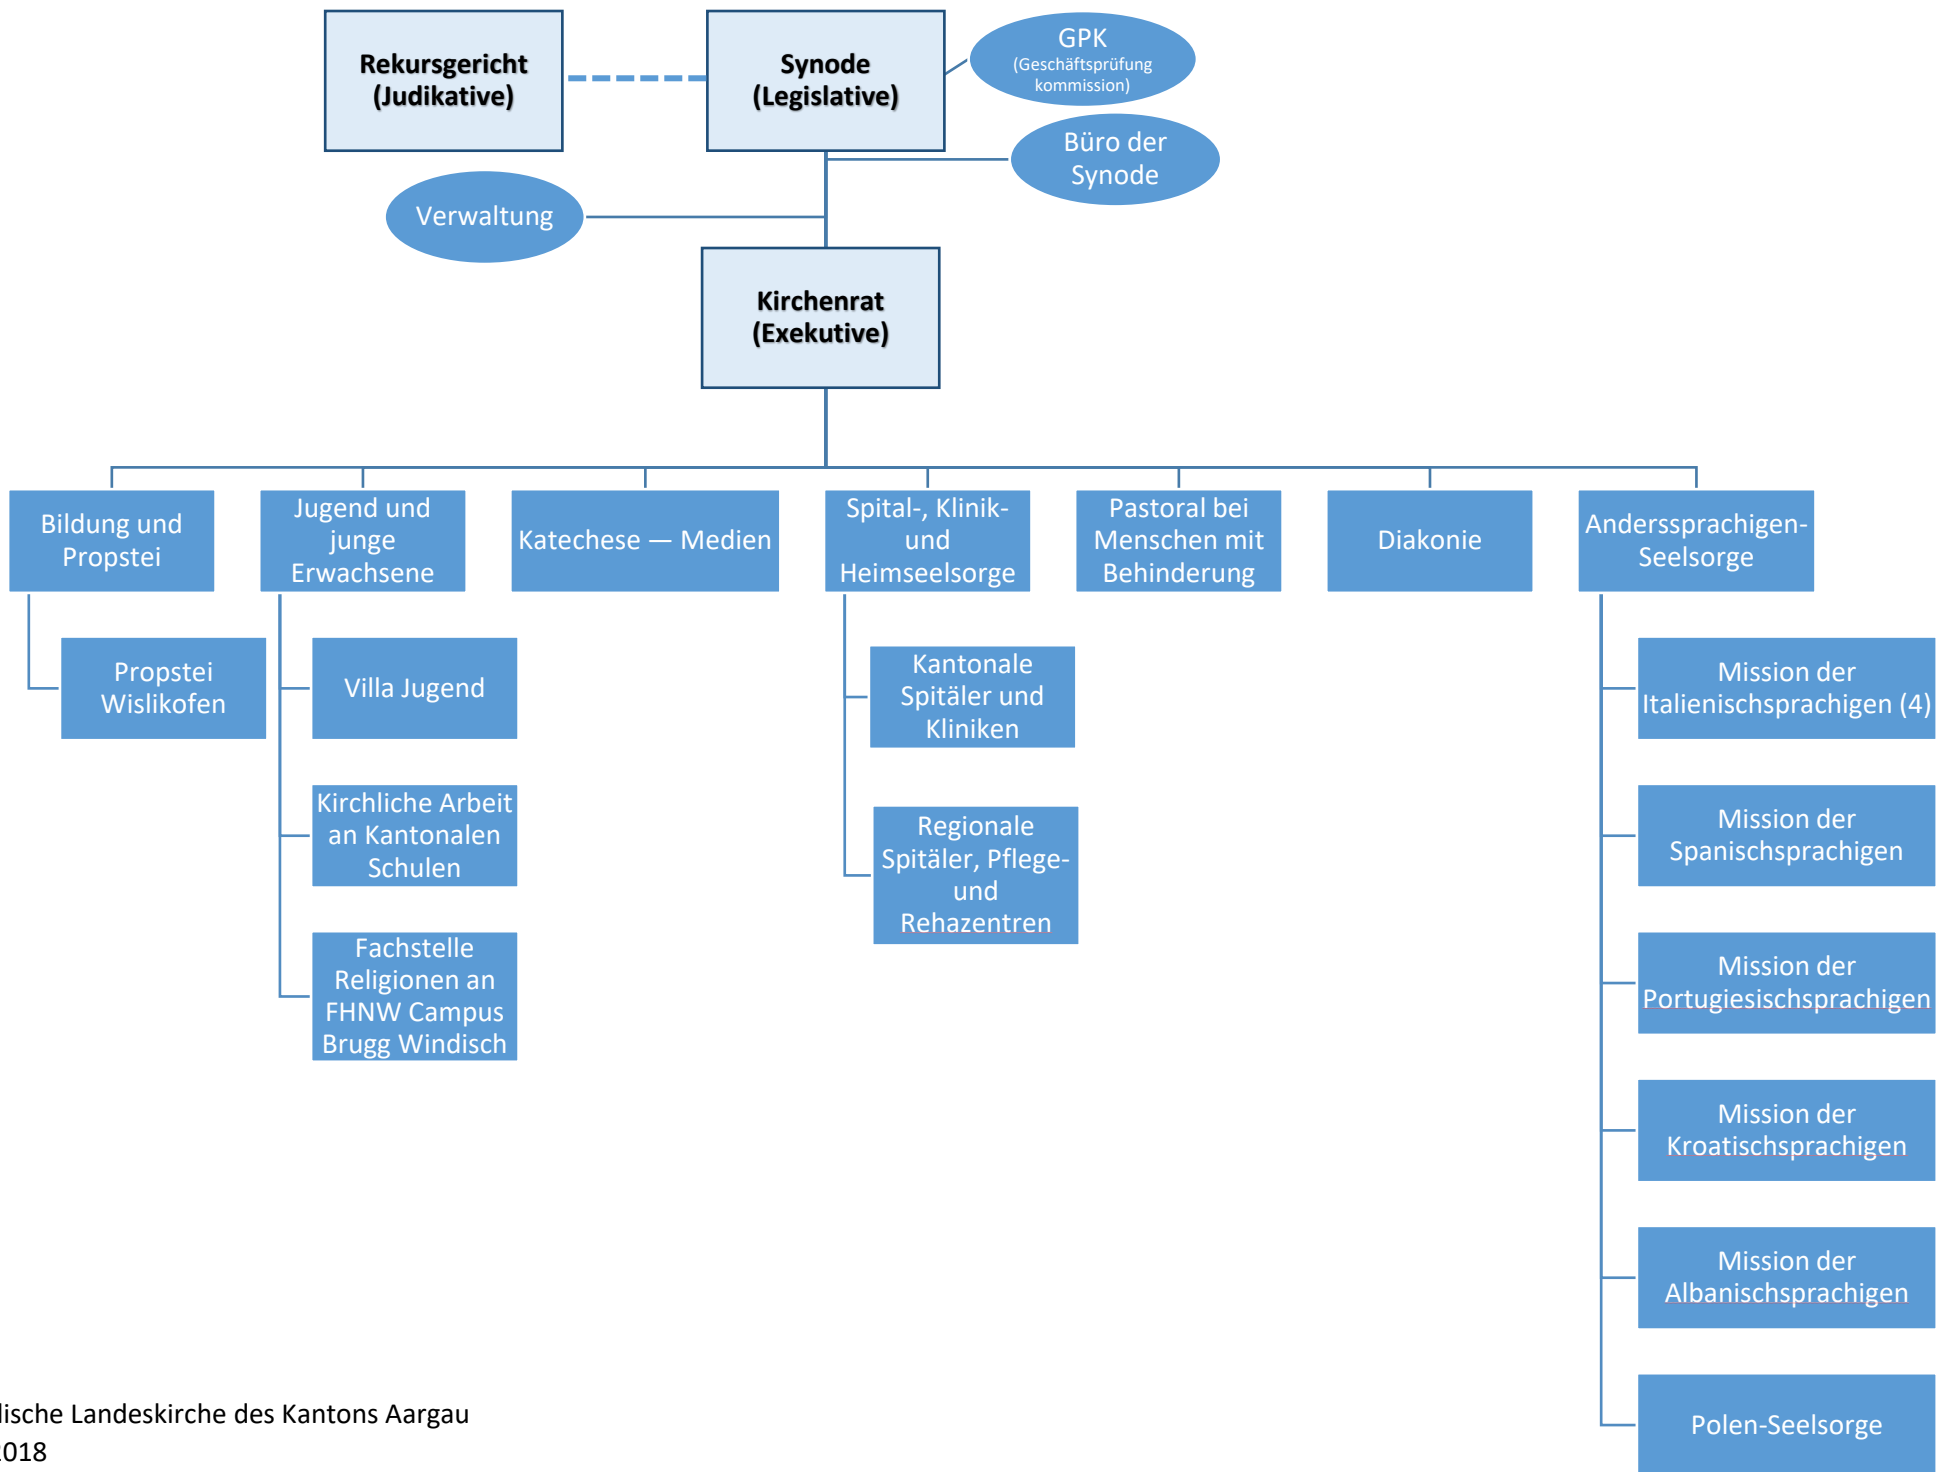 Rekursgericht
(Judikative)
Synode
(Legislative)
GPK
(Geschäftsprüfung
kommission)
Büro der
Synode
Verwaltung
Kirchenrat
(Exekutive)
Bildung und
Propstei
Jugend und
junge
Erwachsene
Katechese — Medien
Spital-, Klinik-
und
Heimseelsorge
Pastoral bei
Menschen mit
Behinderung
Diakonie
Anderssprachigen-
Seelsorge
Propstei
Wislikofen
Villa Jugend
Kirchliche Arbeit
an Kantonalen
Schulen
Fachstelle
Religionen an
FHNW Campus
Brugg Windisch
Kantonale
Spitäler und
Kliniken
Regionale
Spitäler, Pflege-
und
Rehazentren
Mission der
Italienischsprachigen (4)
Mission der
Spanischsprachigen
Mission der
Portugiesischsprachigen
Mission der
Kroatischsprachigen
Mission der
Albanischsprachigen
Polen-Seelsorge
lische Landeskirche des Kantons Aargau
2018